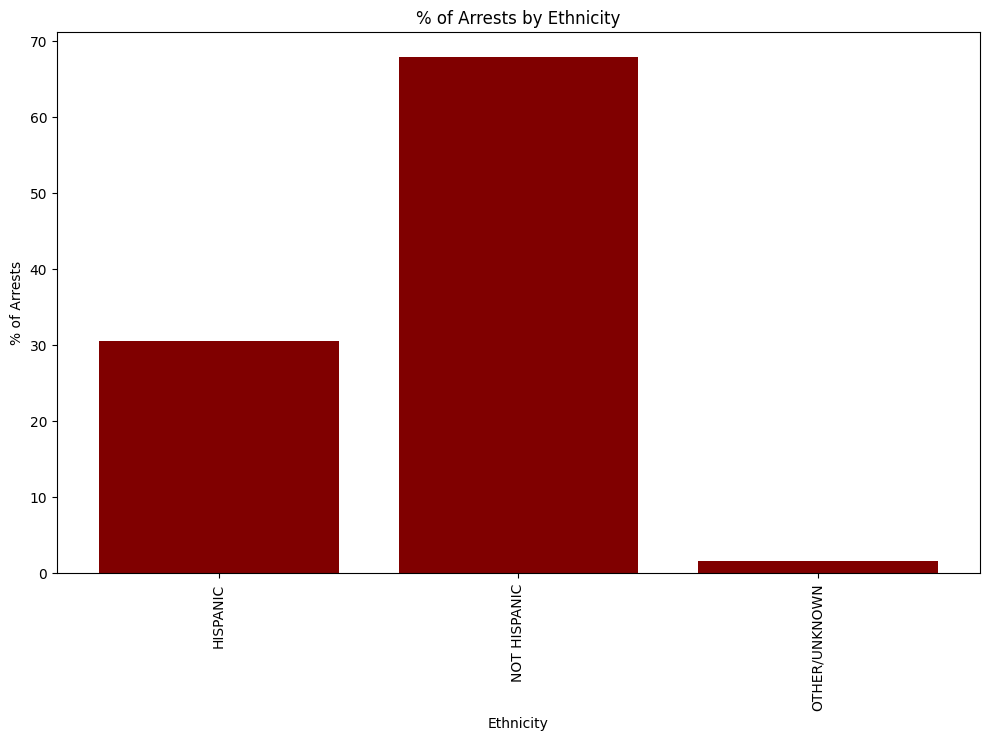 % of Arrests by Ethnicity
% of Arrests
70
60
50
40
30
20
10
0
HISPANIC
NOT HISPANIC
OTHER/UNKNOWN
Ethnicity